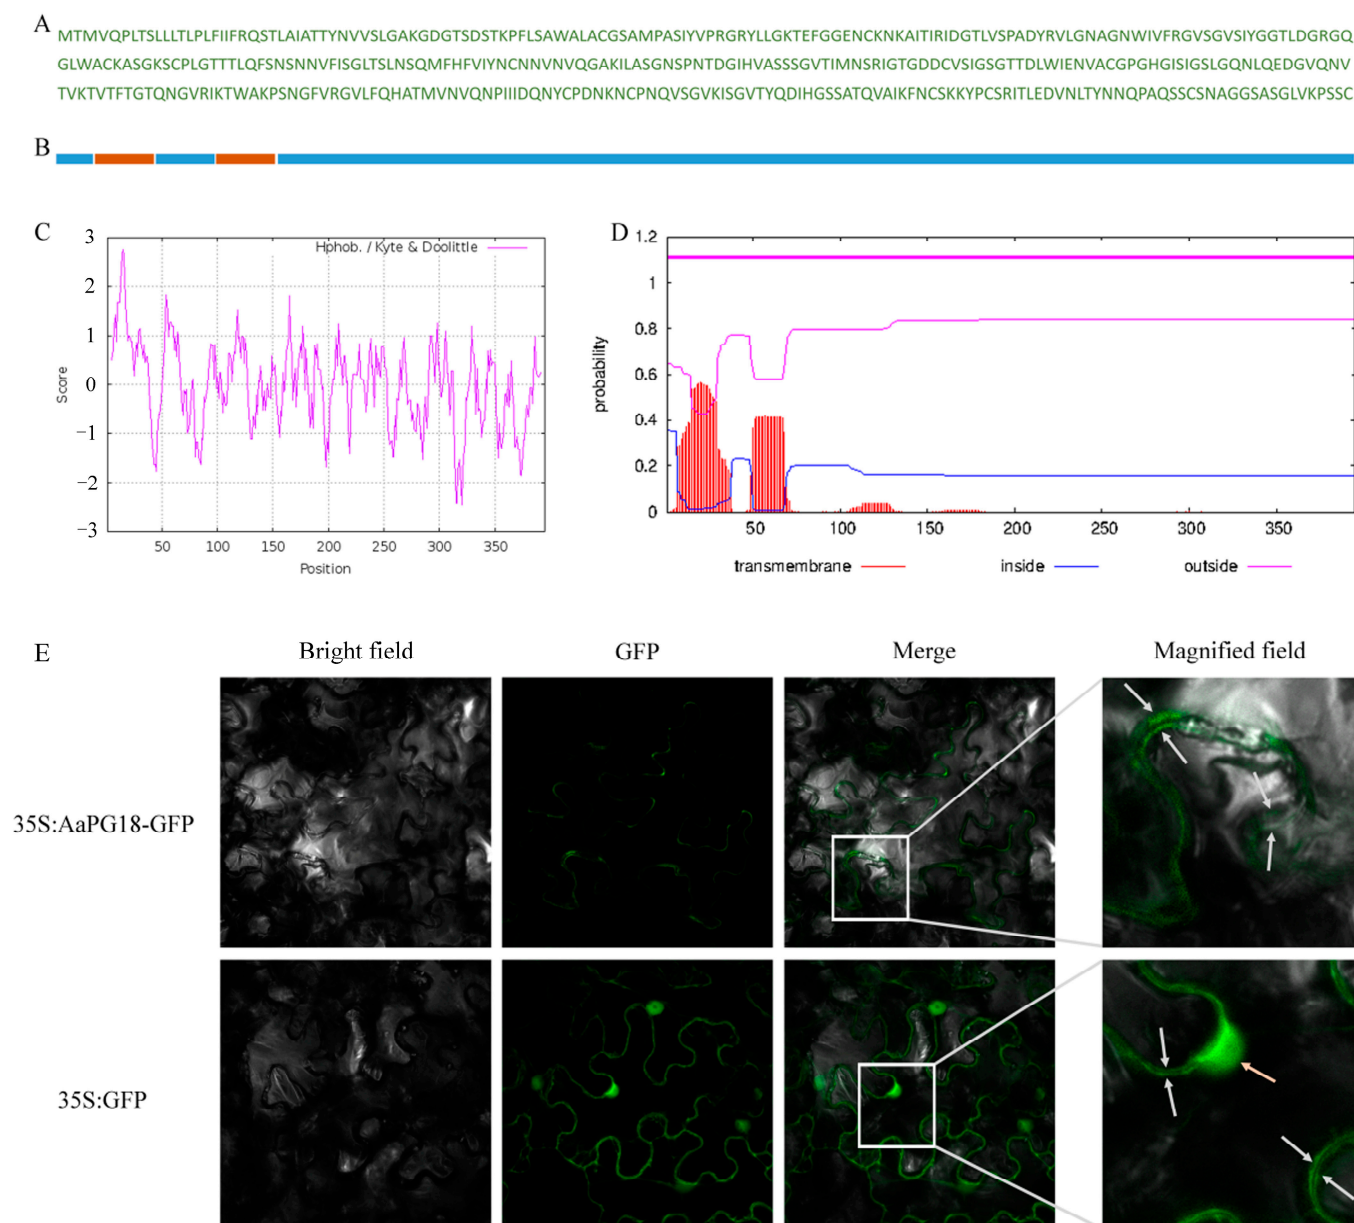 A
MTMVQPLTSLLLTLPLFIIFRQSTLAIATTYNVVSLGAKGDGTSDSTKPFLSAWALACGSAMPASIYVPRGRYLLGKTEFGGENCKNKAITIRIDGTLVSPADYRVLGNAGNWIVFRGVSGVSIYGGTLDGRGQ
GLWACKASGKSCPLGTTTLQFSNSNNVFISGLTSLNSQMFHFVIYNCNNVNVQGAKILASGNSPNTDGIHVASSSGVTIMNSRIGTGDDCVSIGSGTTDLWIENVACGPGHGISIGSLGQNLQEDGVQNV
TVKTVTFTGTQNGVRIKTWAKPSNGFVRGVLFQHATMVNVQNPIIIDQNYCPDNKNCPNQVSGVKISGVTYQDIHGSSATQVAIKFNCSKKYPCSRITLEDVNLTYNNQPAQSSCSNAGGSASGLVKPSSC
B
C
Hphob. / Kyte & Doolittle
3
2
1
0
−1
−2
−3
Score
50 100 150 200 250 300 350
Position
D
1.2
1
0.8
0.6
0.4
0.2
0
probability
50 100 150 200 250 300 350
transmembrane inside outside
E
Bright field GFP Merge Magnified field
35S:AaPG18-GFP
35S:GFP